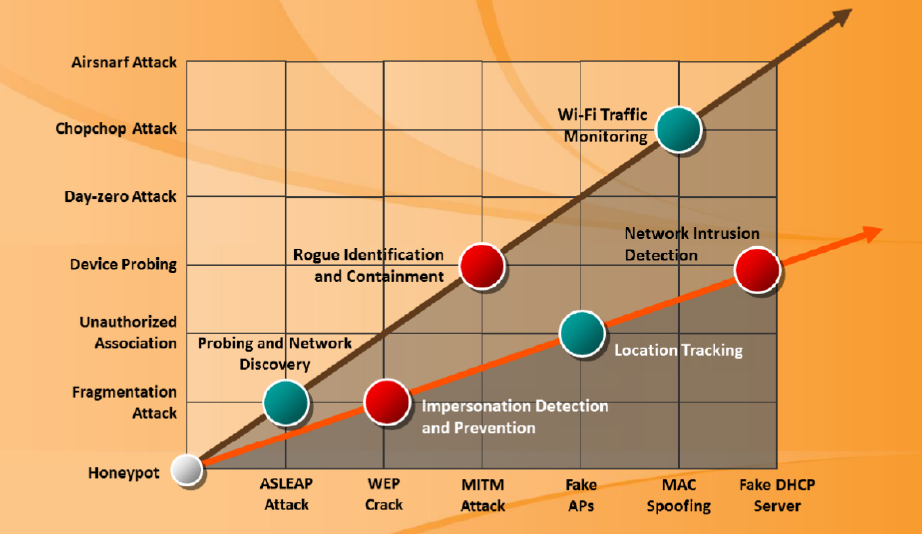 Airsnarf Attack
Chopchop Attack
Day-zero Attack
Device Probing
Unauthorized
Association
Fragmentation
Attack
Honeypot
Wi-Fi Traffic
Monitoring
Network Intrusion
Detection
Rogue Identification
and Containment
Probing and Network
Discovery
Location Tracking
Impersonation Detection
and Prevention
ASLEAP
Attack
WEP
Crack
MITM
Attack
Fake
APs
MAC
Spoofing
Fake DHCP
Server